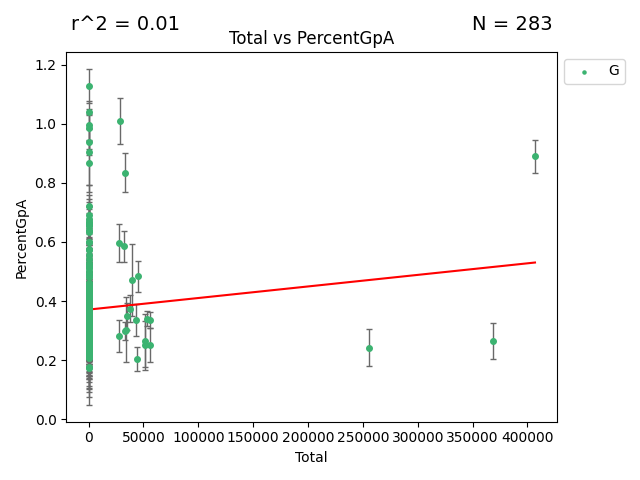 r^2 = 0.01
N = 283
Total vs PercentGpA
G
PercentGpA
1.2
1.0
0.8
0.6
0.4
0.2
0.0
0 50000 100000 150000 200000 250000 300000 350000 400000
Total